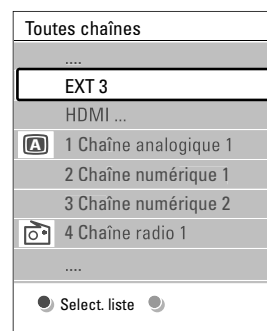 Toutes chaînes
....
EXT 3
HDMI ...
A 1 Chaîne analogique 1
2 Chaîne numérique 1
3 Chaîne numérique 2
4 Chaîne radio 1
....
Select. liste